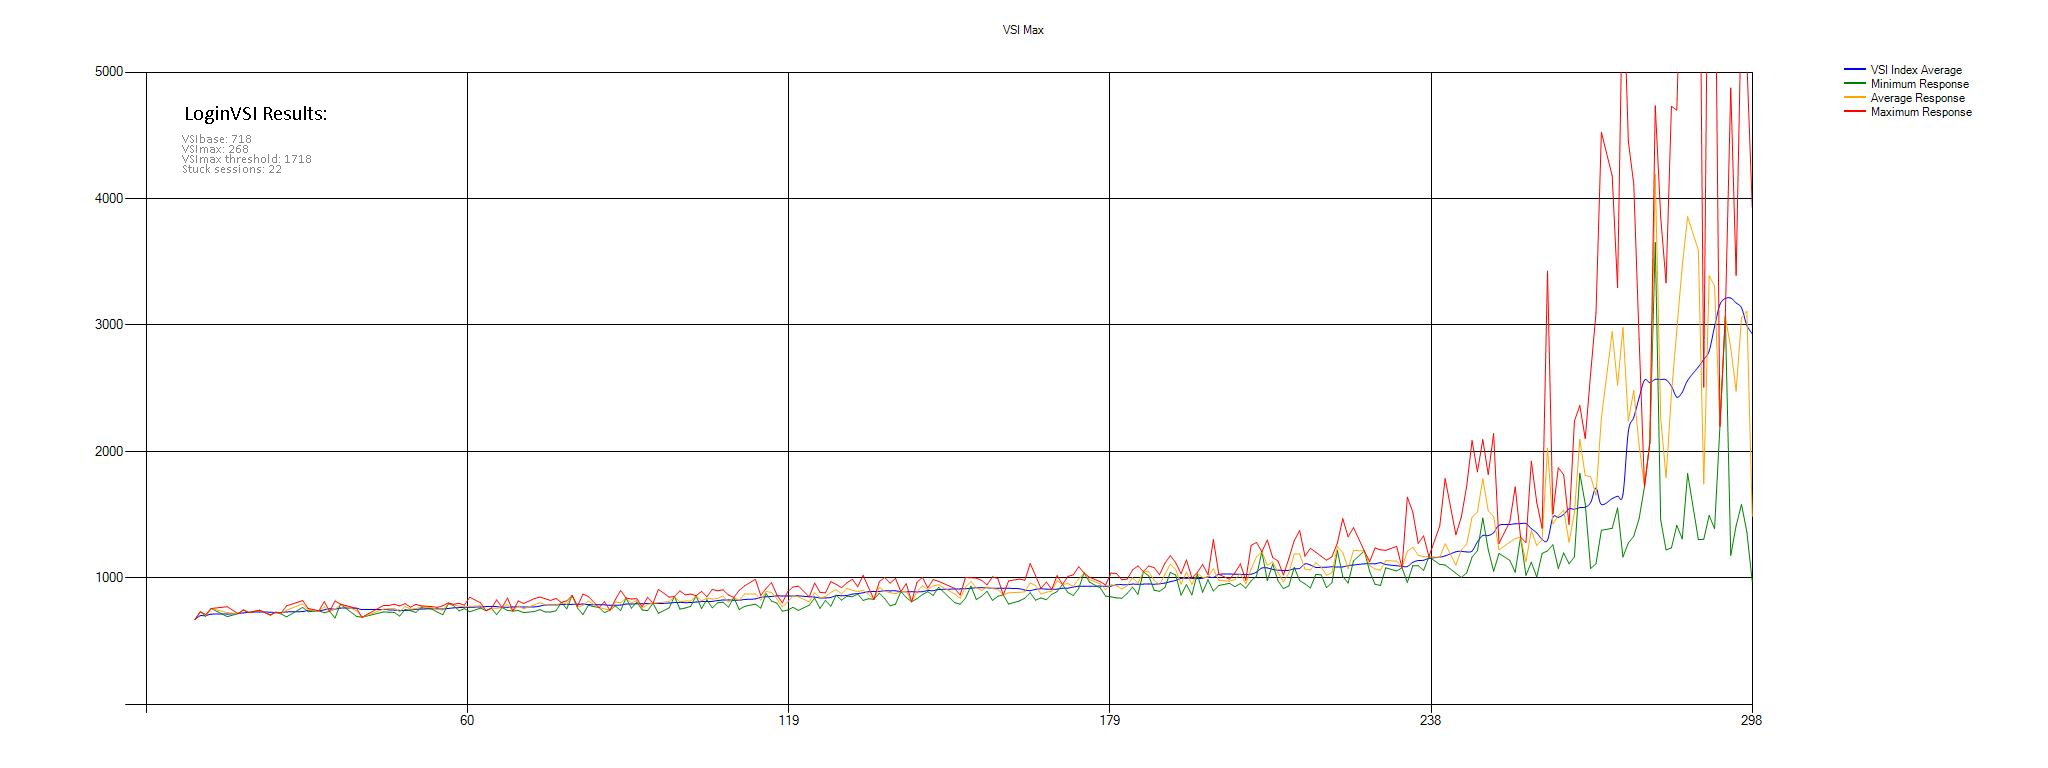 VSI Max
5000
4000
3000
2000
1000
LoginVSI Results:
VSIbase: 718
VSImax: 268
VSImax threshold: 1718
Stuck sessions: 22
VSI Index Average
Minimum Response
Average Response
Maximum Response
60
119
179
238
298